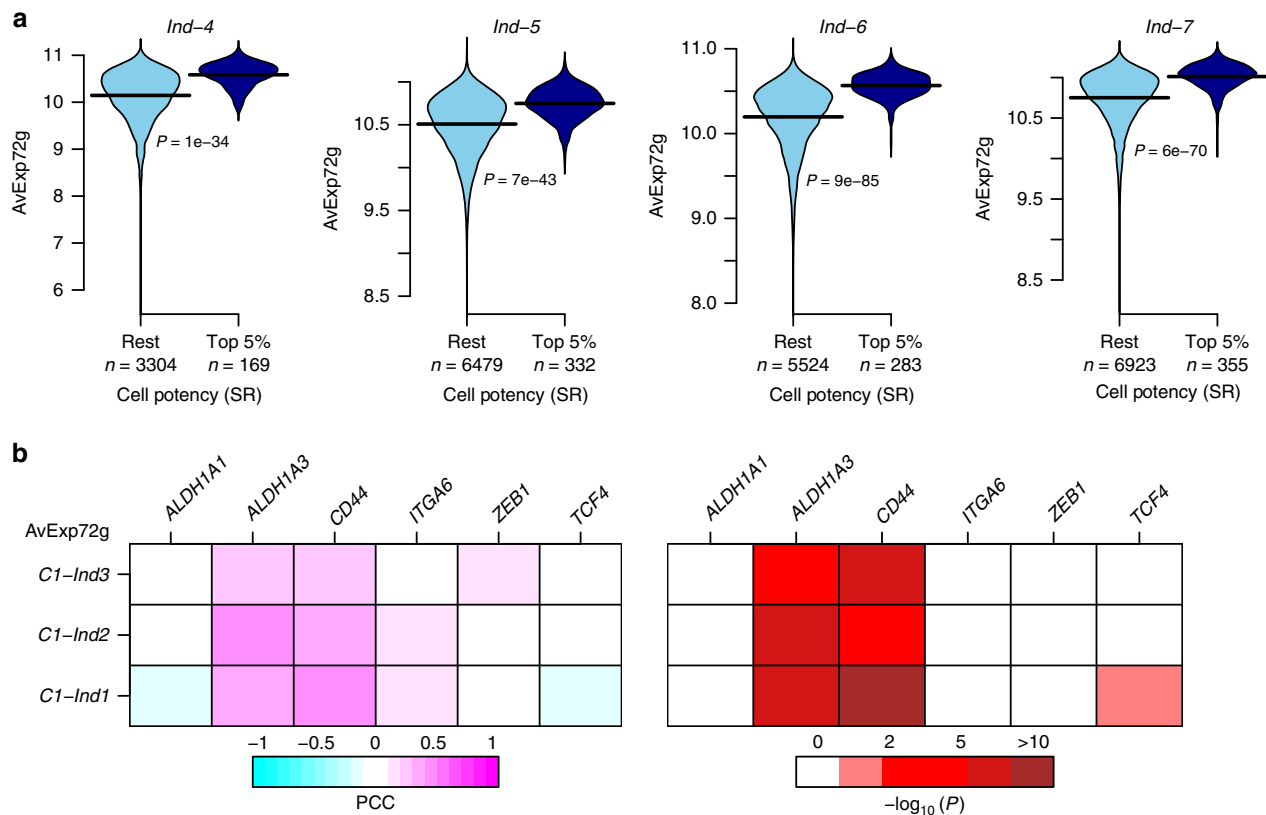 a
Ind–4
Ind–5
Ind–6
Ind–7
AvExp72g
11
10
9
8
7
6
P = 1e–34
Rest
n = 3304
Top 5%
n = 169
Cell potency (SR)
AvExp72g
10.5
9.5
8.5
P = 7e–43
Rest
n = 6479
Top 5%
n = 332
Cell potency (SR)
AvExp72g
11.0
10.0
9.0
8.0
P = 9e–85
Rest
n = 5524
Top 5%
n = 283
Cell potency (SR)
AvExp72g
10.5
9.5
8.5
P = 6e–70
Rest
n = 6923
Top 5%
n = 355
Cell potency (SR)
b
AvExp72g
ALDH1A1
ALDH1A3
CD44
ITGA6
ZEB1
TCF4
C1–Ind3
C1–Ind2
C1–Ind1
–1 –0.5 0 0.5 1
PCC
ALDH1A1
ALDH1A3
CD44
ITGA6
ZEB1
TCF4
0 2 5 >10
–log10 (P)